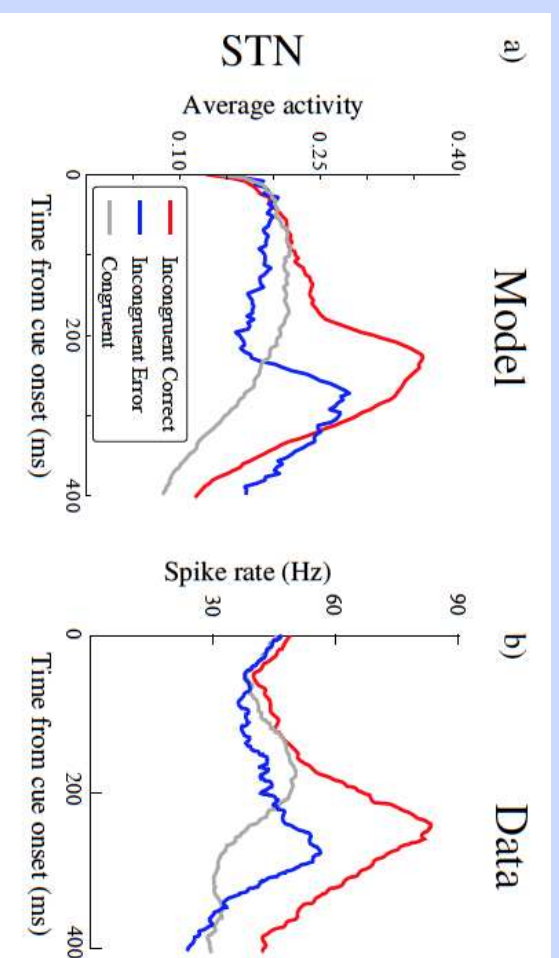 a)
Model
STN
Average activity
0.40
0.25
0.10
0
200
400
Time from cue onset (ms)
Incongruent Correct
Incongruent Error
Congruent
b)
Data
Spike rate (Hz)
90
60
30
0
200
400
Time from cue onset (ms)